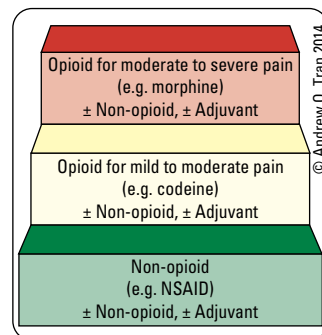 Opioid for moderate to severe pain
(e.g. morphine)
± Non-opioid, ± Adjuvant
Opioid for mild to moderate pain
(e.g. codeine)
± Non-opioid, ± Adjuvant
Non-opioid
(e.g. NSAID)
± Non-opioid, ± Adjuvant
© Andrew Q. Tran 2014